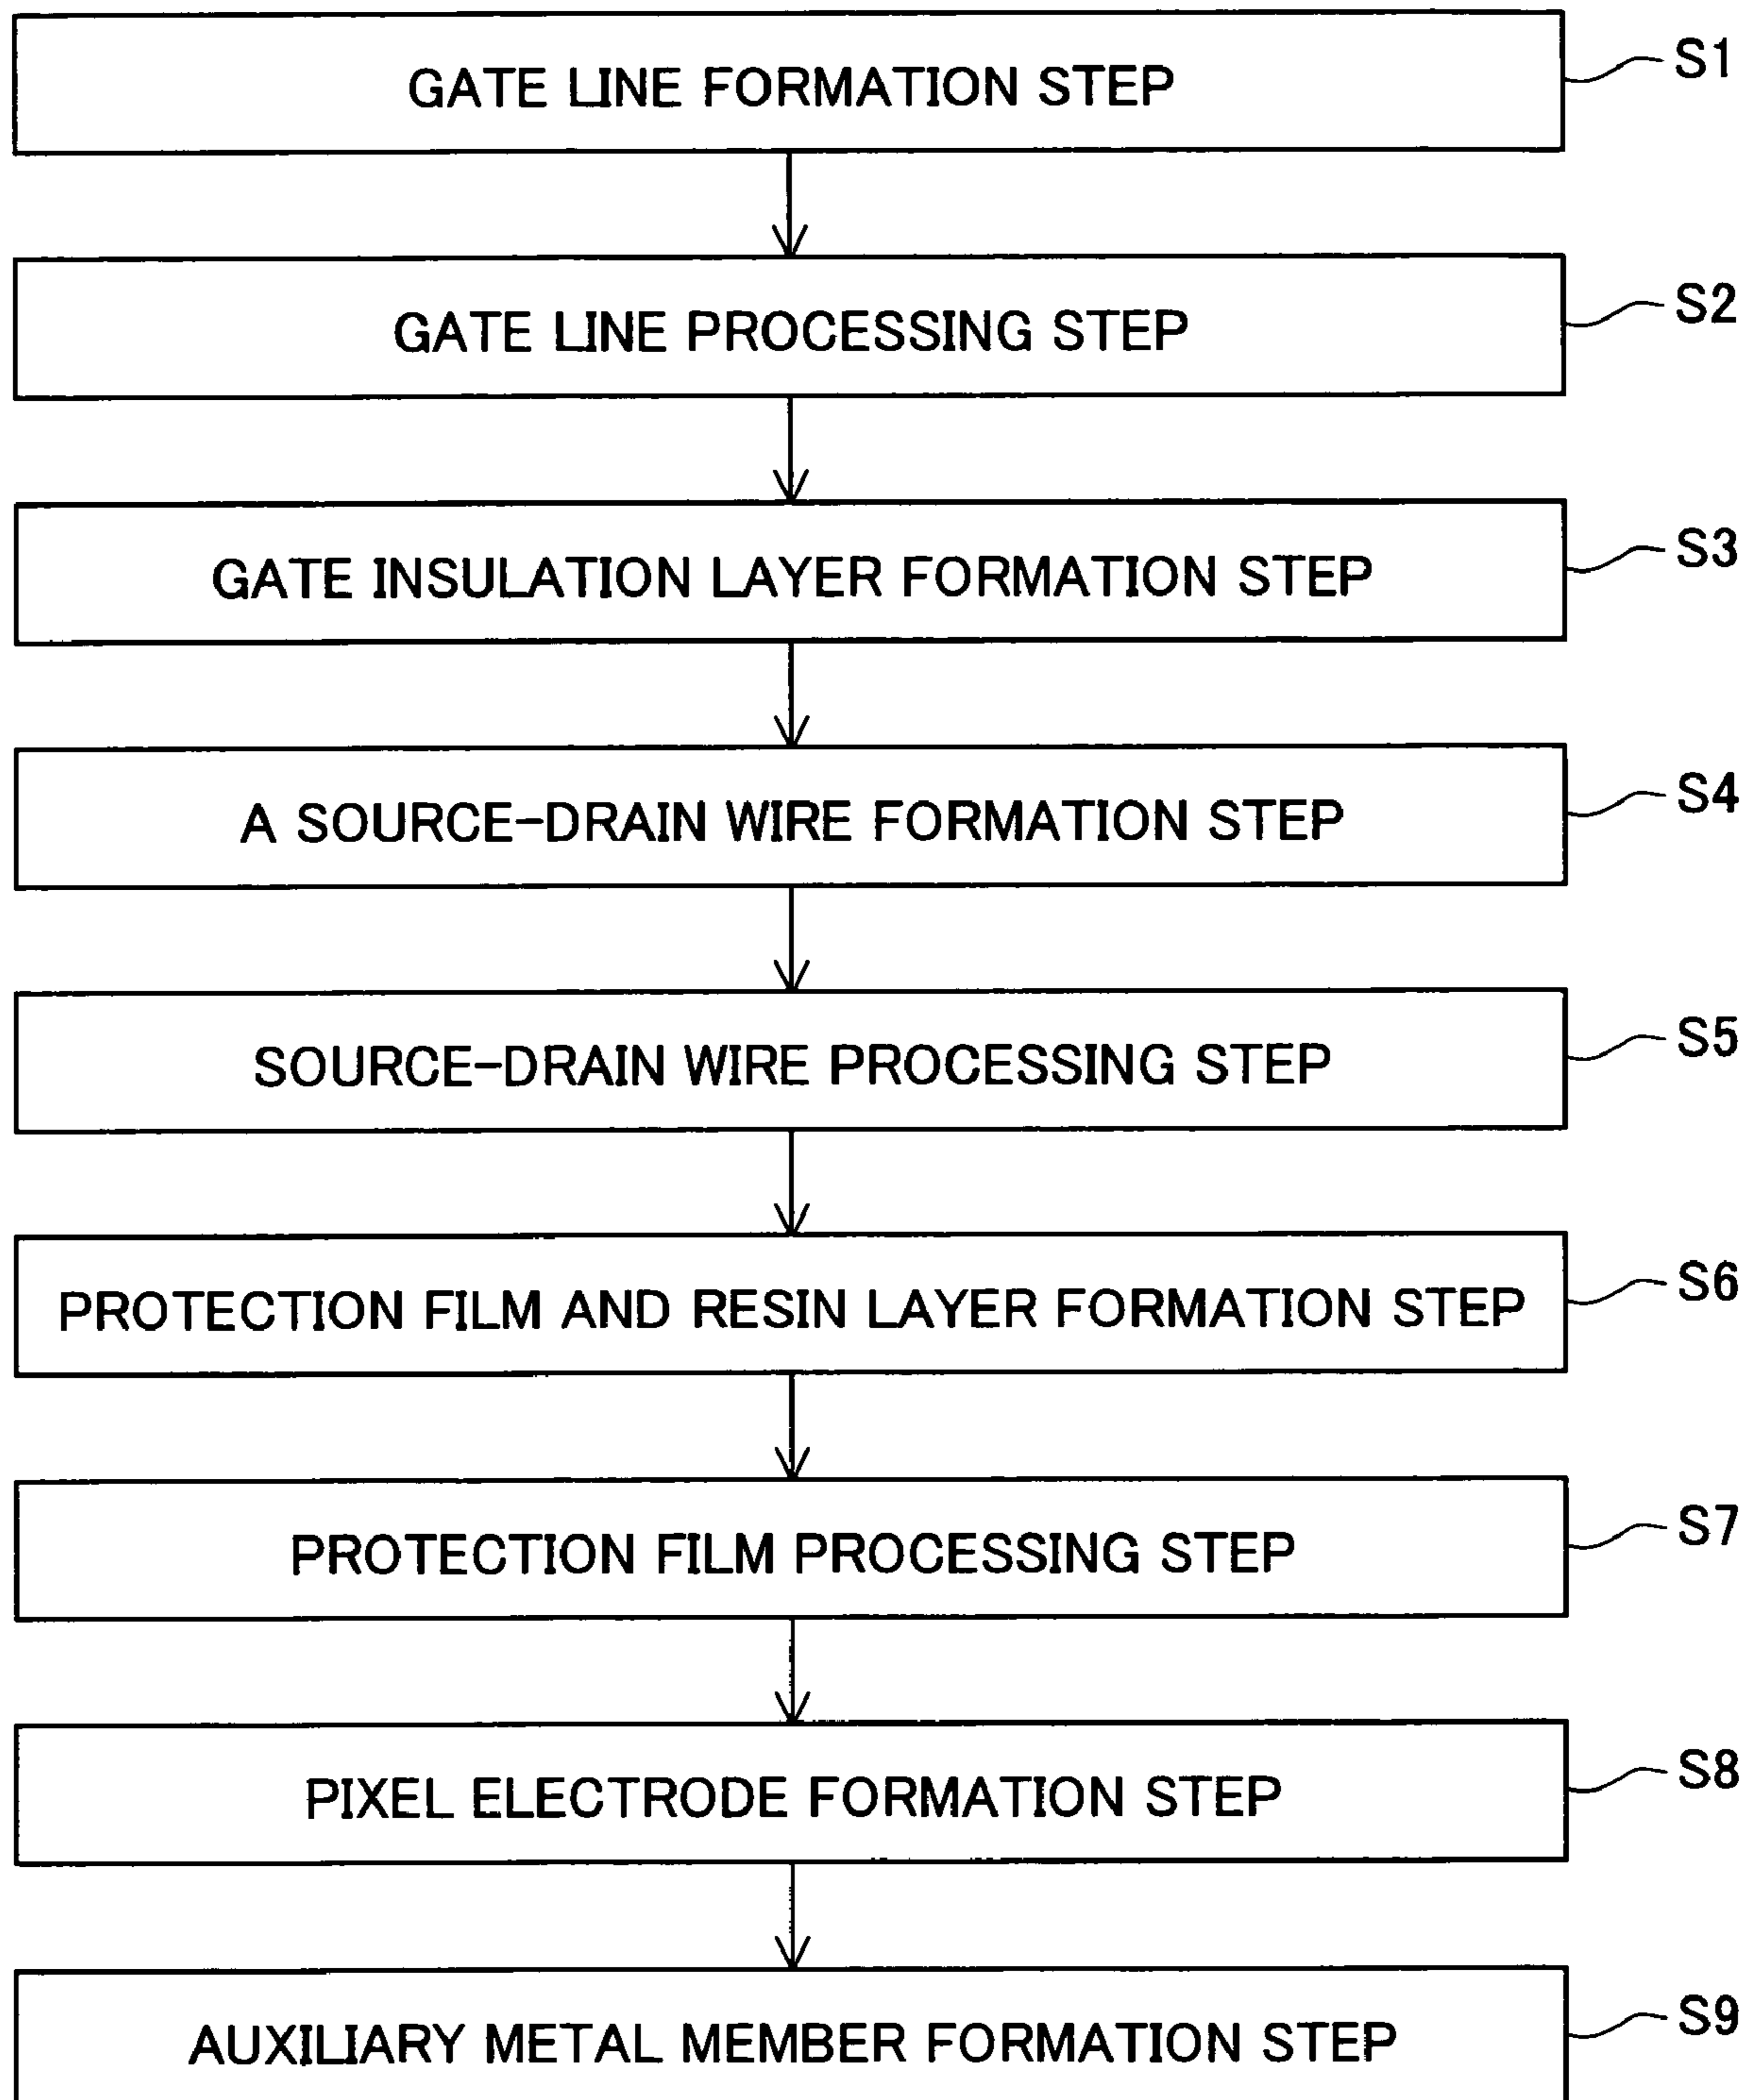 GATE LINE FORMATION STEP
S1
GATE LINE PROCESSING STEP
S2
GATE INSULATION LAYER FORMATION STEP
S3
A SOURCE-DRAIN WIRE FORMATION STEP
S4
SOURCE-DRAIN WIRE PROCESSING STEP
S5
PROTECTION FILM AND RESIN LAYER FORMATION STEP
S6
PROTECTION FILM PROCESSING STEP
S7
PIXEL ELECTRODE FORMATION STEP
S8
AUXILIARY METAL MEMBER FORMATION STEP
S9